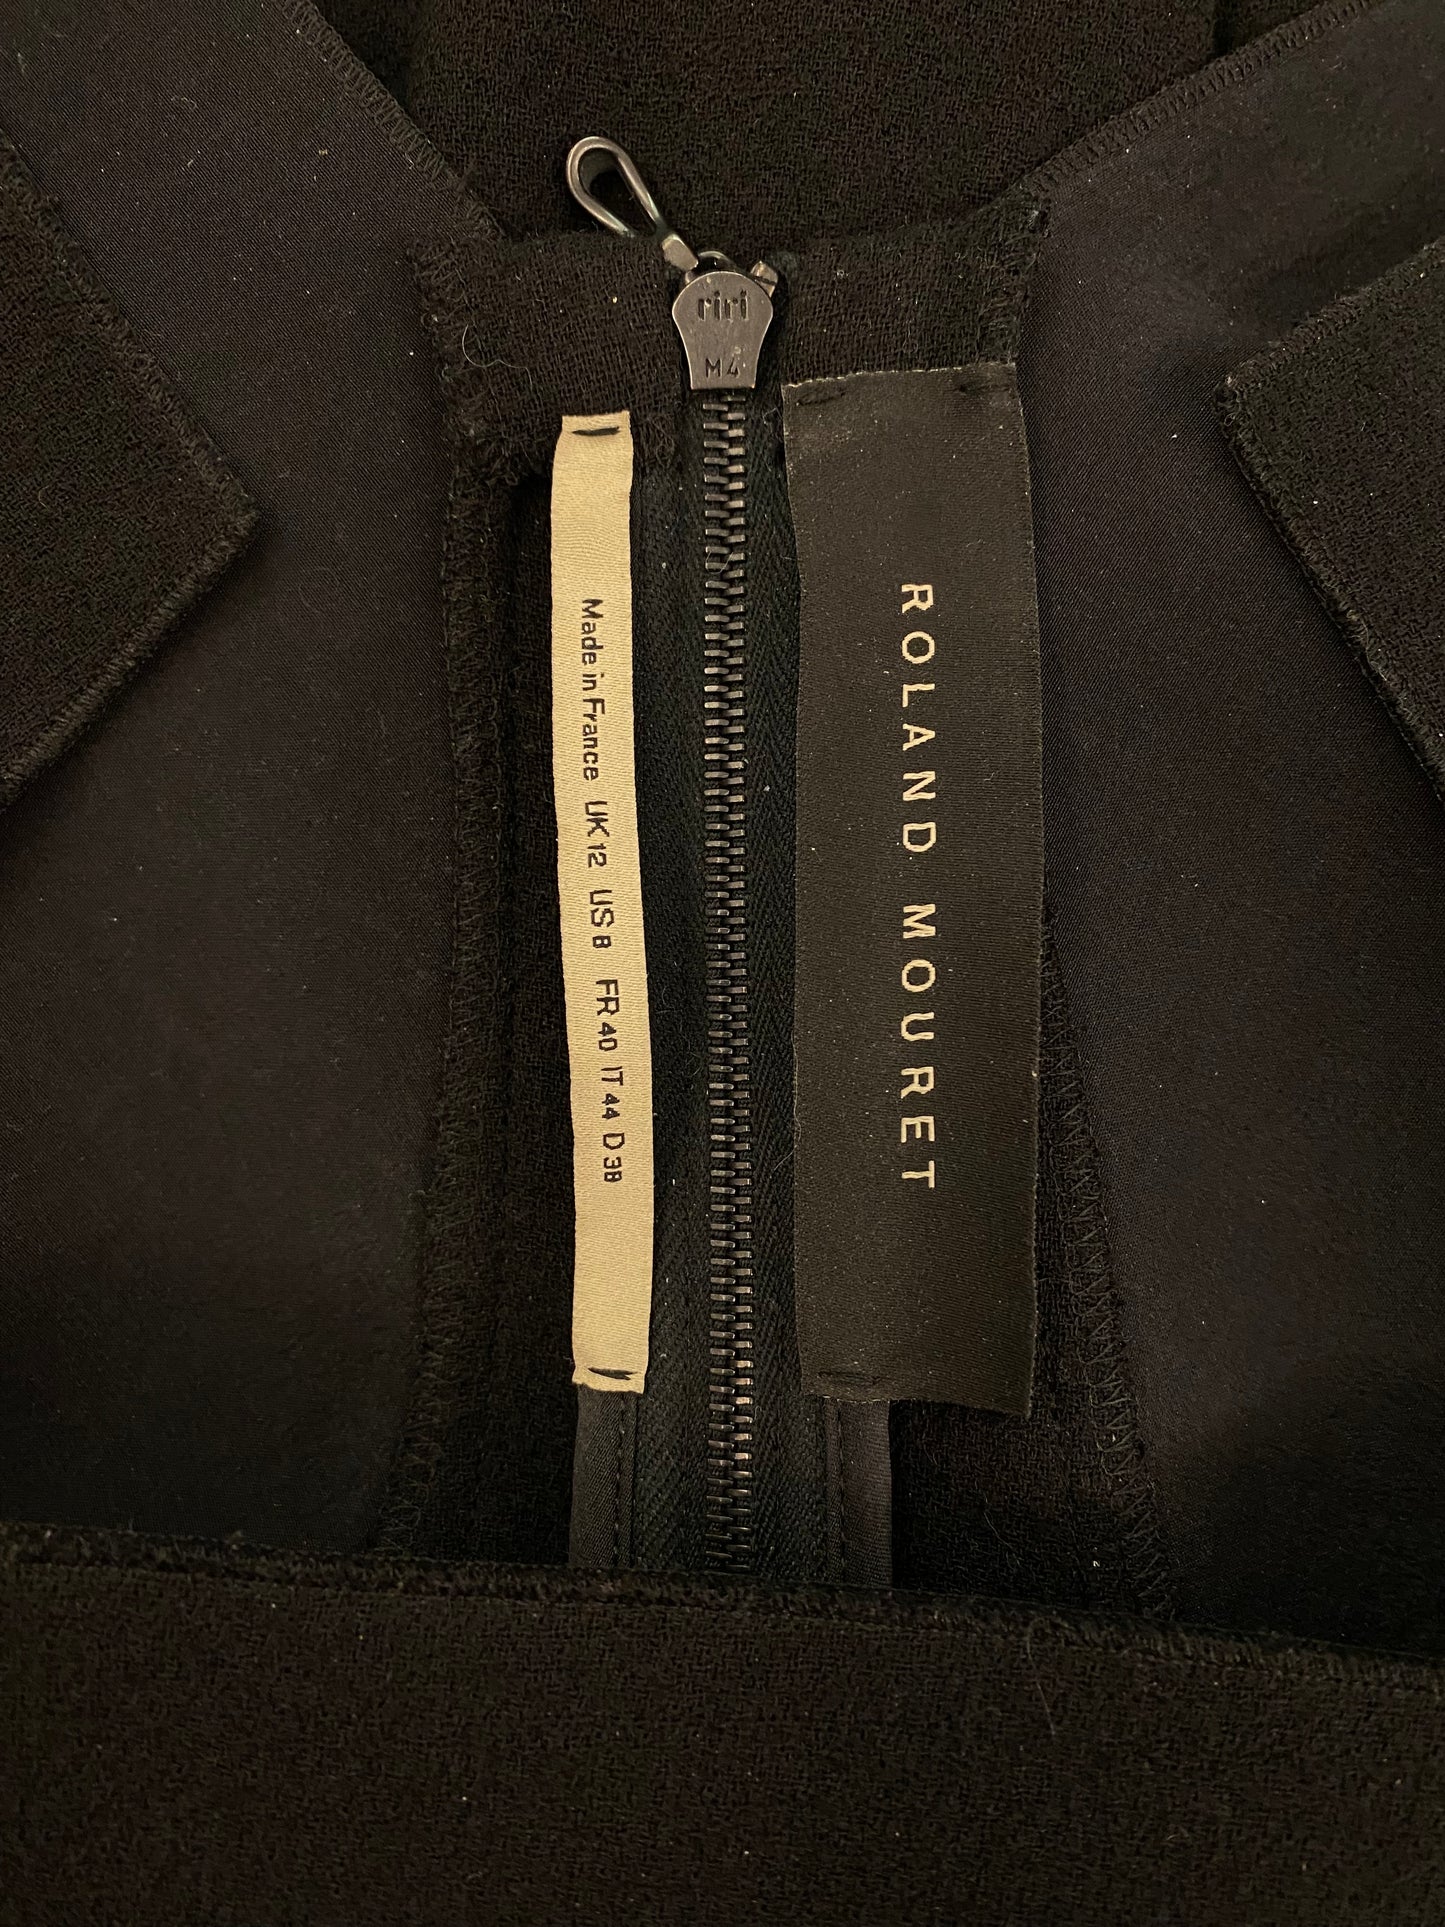 riri
M4
Made in France UK 12 US 8 FR 40 IT 44 D 38
ROLAND MOURET